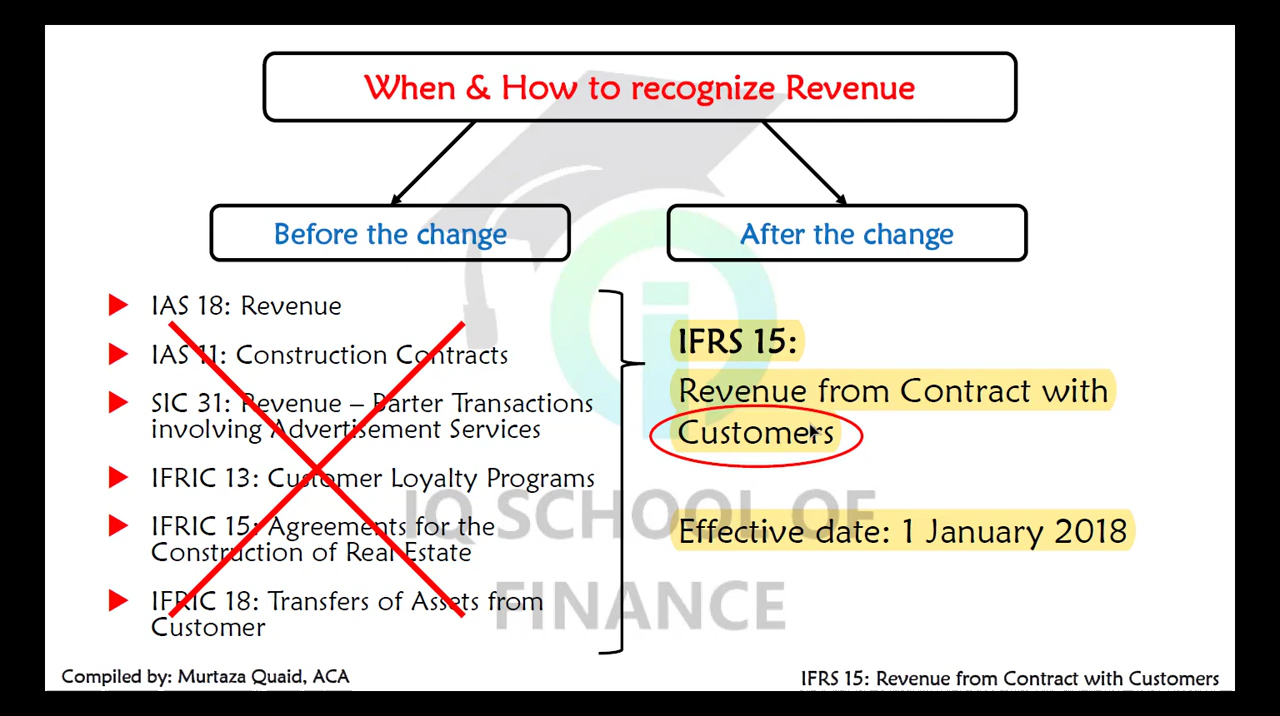 When & How to recognize Revenue
Before the change
After the change
IAS 18: Revenue
IAS 11: Construction Contracts
SIC 31: Revenue – Barter Transactions
involving Advertisement Services
IFRIC 13: Customer Loyalty Programs
IFRIC 15: Agreements for the
Construction of Real Estate
IFRIC 18: Transfers of Assets from
Customer
IFRS 15:
Revenue from Contract with
Customers
Effective date: 1 January 2018
IQ SCHOOL OF
FINANCE
Compiled by: Murtaza Quaid, ACA
IFRS 15: Revenue from Contract with Customers